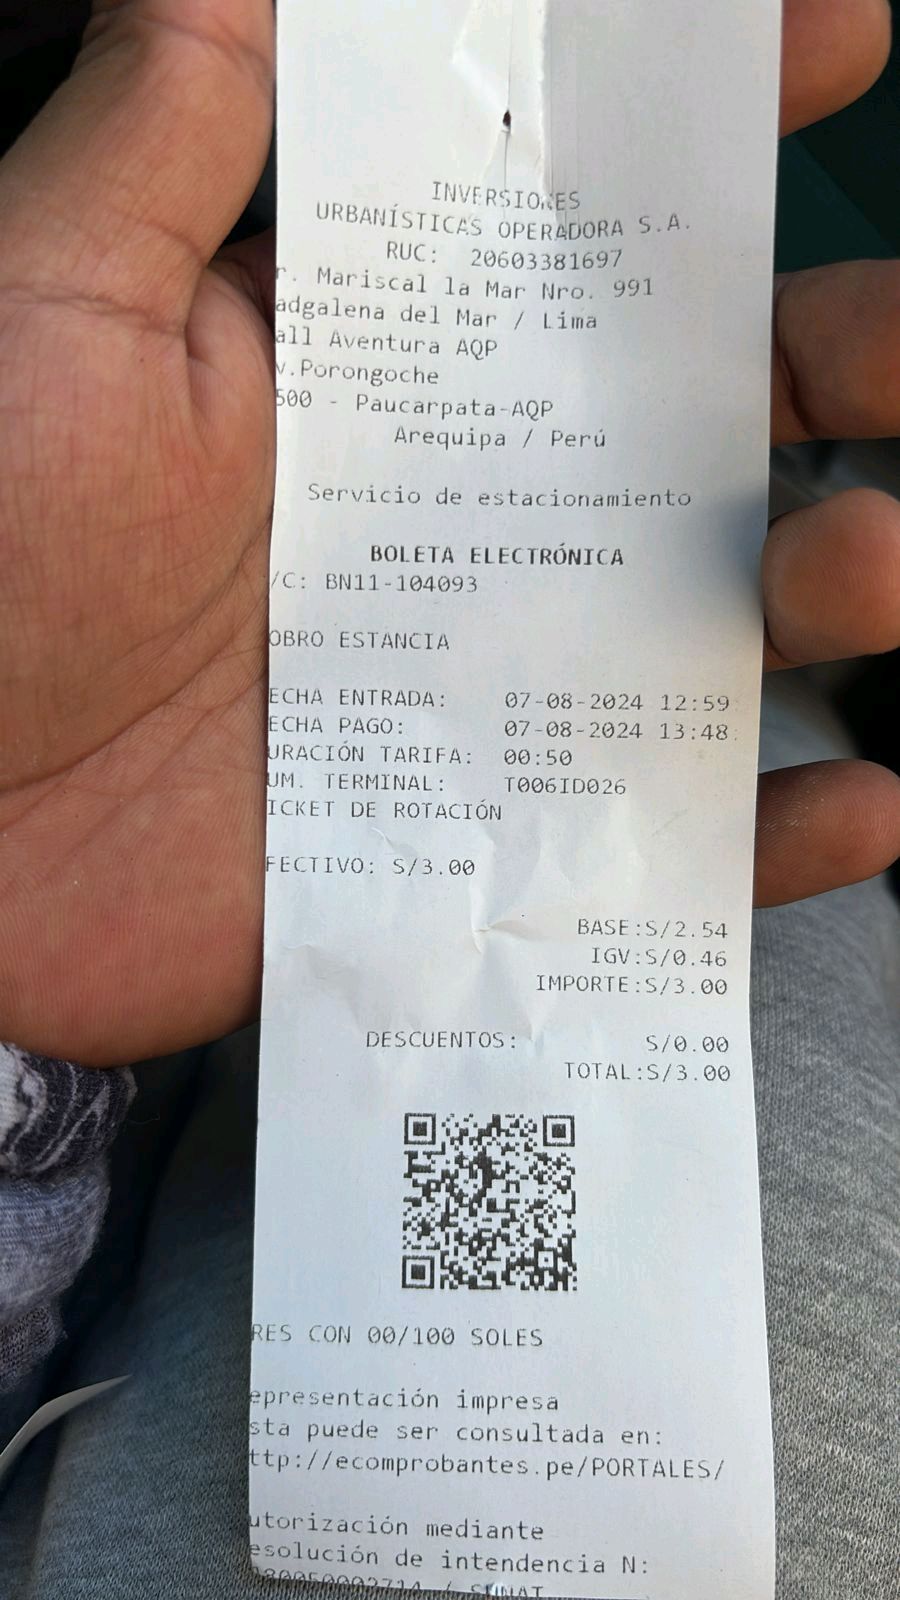 INVERSIONES
URBANÍSTICAS OPERADORA S.A.
RUC: 20603381697
r. Mariscal la Mar Nro. 991
adgalena del Mar / Lima
all Aventura AQP
v.Porongoche
500 - Paucarpata-AQP
Arequipa / Perú
Servicio de estacionamiento
BOLETA ELECTRÓNICA
/C: BN11-104093
OBRO ESTANCIA
ECHA ENTRADA: 07-08-2024 12:59
ECHA PAGO: 07-08-2024 13:48:
URACIÓN TARIFA: 00:50
UM. TERMINAL: T006ID026
ICKET DE ROTACIÓN
FECTIVO: S/3.00
BASE:S/2.54
IGV:S/0.46
IMPORTE:S/3.00
DESCUENTOS: S/0.00
TOTAL:S/3.00
RES CON 00/100 SOLES
epresentación impresa
sta puede ser consultada en:
ttp://ecomprobantes.pe/PORTALES/
utorización mediante
esolución de intendencia N:
/ SUNAT